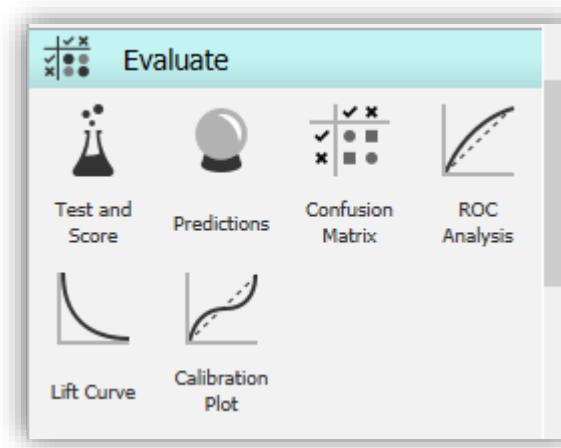 Evaluate
Test and
Score
Predictions
Confusion
Matrix
ROC
Analysis
Lift Curve
Calibration
Plot